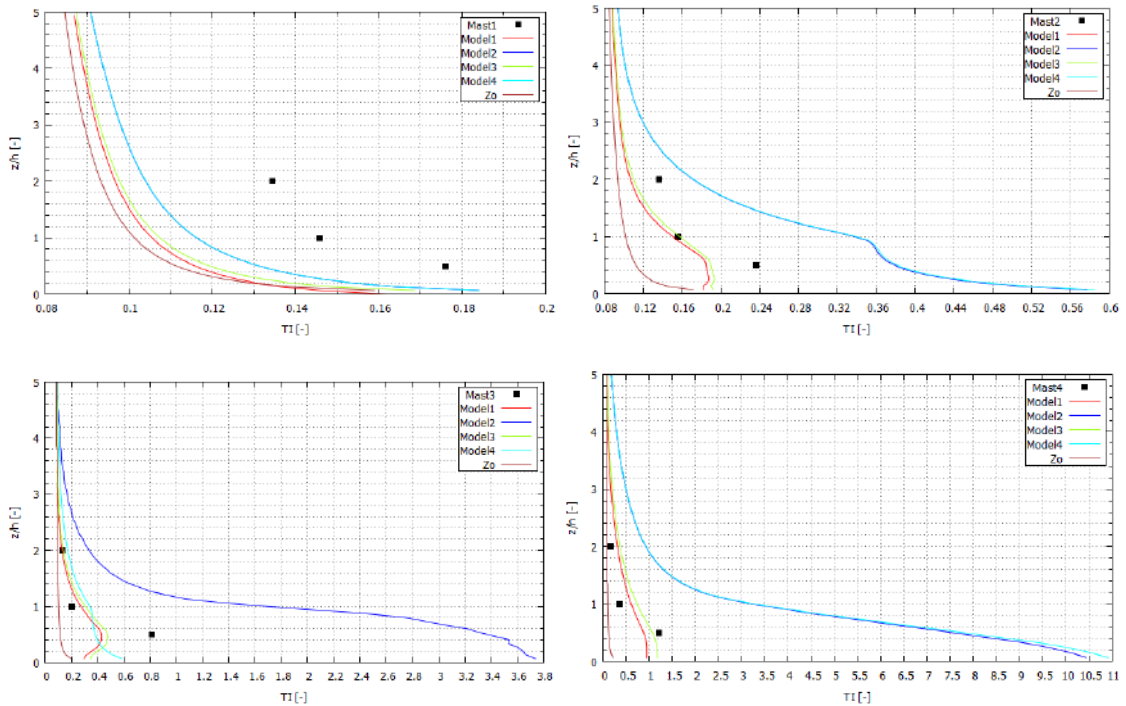 5
4
3
2
1
0
z/h [-]
0.08
0.1
0.12
0.14
0.16
0.18
0.2
TI [-]
Mast1
Model1
Model2
Model3
Model4
Zo
5
4
3
2
1
0
z/h [-]
0.08
0.12
0.16
0.2
0.24
0.28
0.32
0.36
0.4
0.44
0.48
0.52
0.56
0.6
TI [-]
Mast2
Model1
Model2
Model3
Model4
Zo
5
4
3
2
1
0
z/h [-]
0
0.2
0.4
0.6
0.8
1
1.2
1.4
1.6
1.8
2
2.2
2.4
2.6
2.8
3
3.2
3.4
3.6
3.8
TI [-]
Mast3
Model1
Model2
Model3
Model4
Zo
5
4
3
2
1
0
z/h [-]
0
0.5
1
1.5
2
2.5
3
3.5
4
4.5
5
5.5
6
6.5
7
7.5
8
8.5
9
9.5
10
10.5
11
TI [-]
Mast4
Model1
Model2
Model3
Model4
Zo